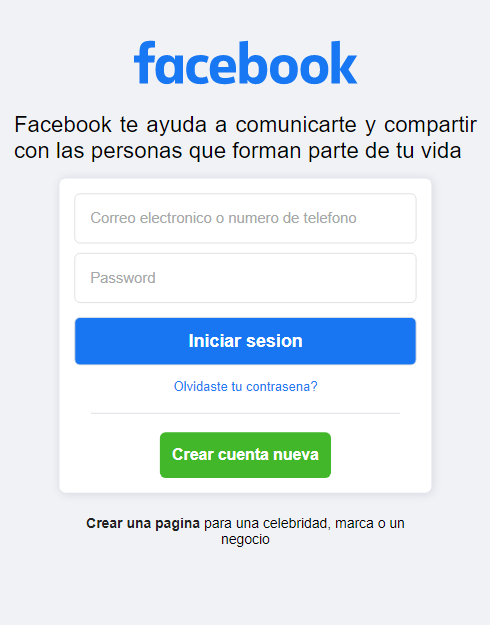 facebook
Facebook te ayuda a comunicarte y compartir
con las personas que forman parte de tu vida
Correo electronico o numero de telefono
Password
Iniciar sesion
Olvidaste tu contrasena?
Crear cuenta nueva
Crear una pagina para una celebridad, marca o un
negocio